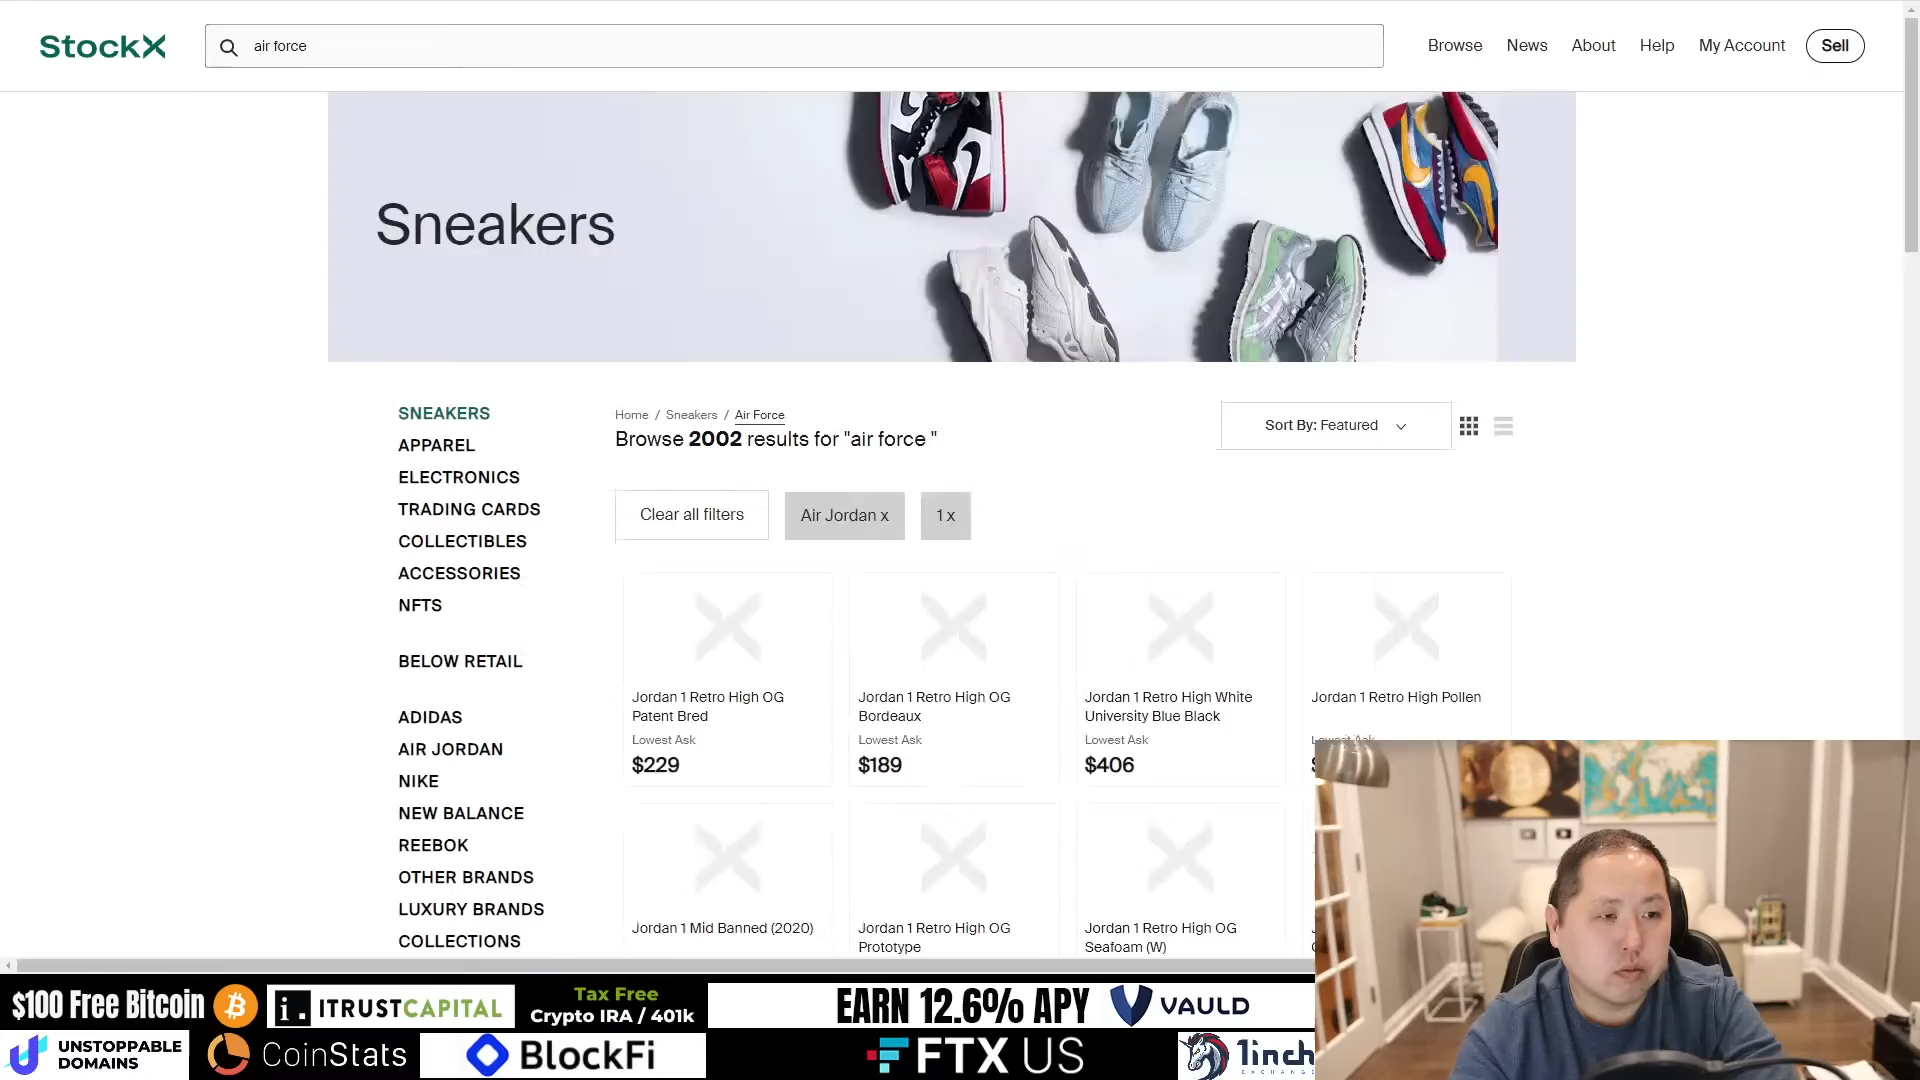 StockX
air force
Browse
News
About
Help
My Account
Sell
Sneakers
SNEAKERS
APPAREL
ELECTRONICS
TRADING CARDS
COLLECTIBLES
ACCESSORIES
NFTS
BELOW RETAIL
ADIDAS
AIR JORDAN
NIKE
NEW BALANCE
REEBOK
OTHER BRANDS
LUXURY BRANDS
COLLECTIONS
Home / Sneakers / Air Force
Browse 2002 results for "air force "
Sort By: Featured
Clear all filters
Air Jordan x
1 x
Jordan 1 Retro High OG
Patent Bred
Lowest Ask
$229
Jordan 1 Retro High OG
Bordeaux
Lowest Ask
$189
Jordan 1 Retro High White
University Blue Black
Lowest Ask
$406
Jordan 1 Retro High Pollen
Lowest Ask
Jordan 1 Mid Banned (2020)
Jordan 1 Retro High OG
Prototype
Jordan 1 Retro High OG
Seafoam (W)
$100 Free Bitcoin
i. ITRUSTCAPITAL
Tax Free
Crypto IRA / 401k
EARN 12.6% APY
VAULD
UNSTOPPABLE
DOMAINS
CoinStats
BlockFi
FTX US
1inch